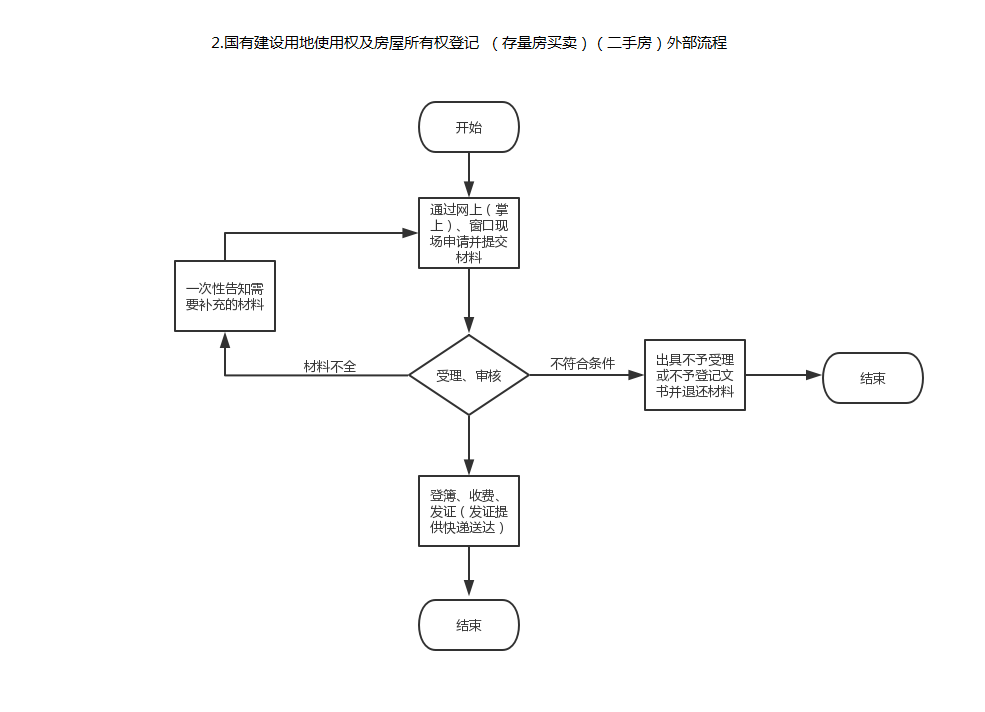 2.国有建设用地使用权及房屋所有权登记 （存量房买卖）（二手房）外部流程
开始
通过网上（掌
上）、窗口现
场申请并提交
材料
一次性告知需
要补充的材料
材料不全
受理、审核
不符合条件
出具不予受理
或不予登记文
书并退还材料
结束
登簿、收费、
发证（发证提
供快递送达）
结束